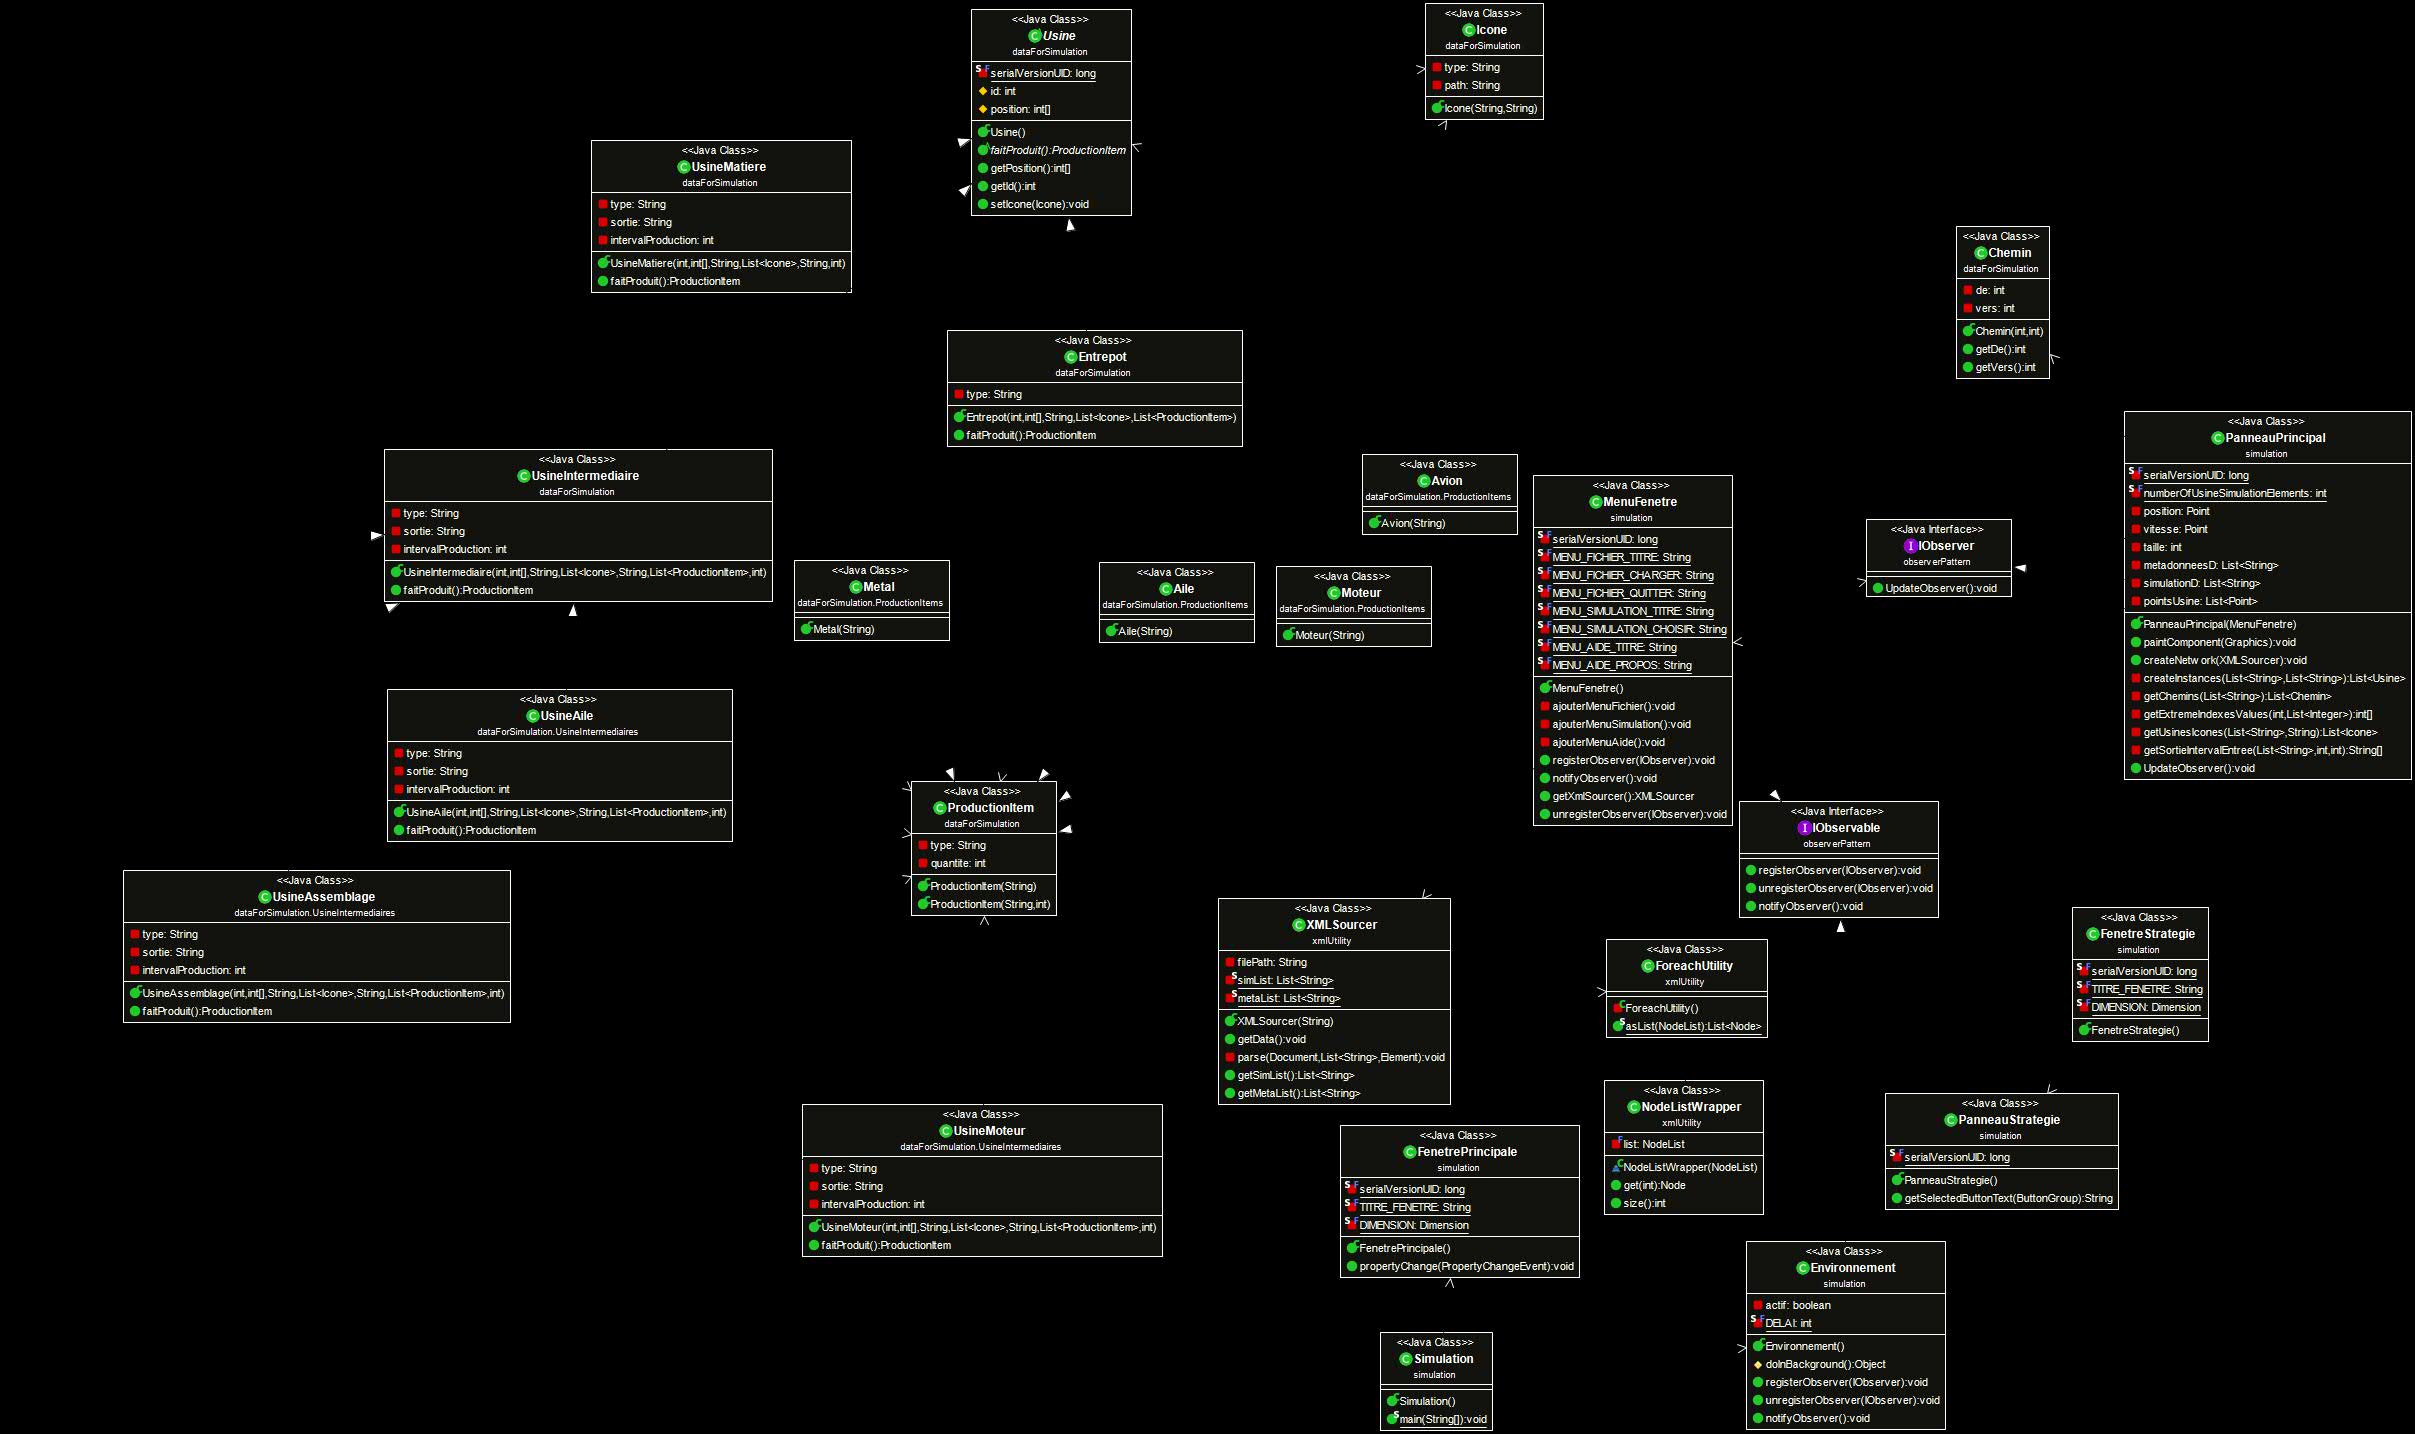 <<Java Class>>
Usine
dataForSimulation
serialVersionUID: long
id: int
position: int[]
Usine()
faitProduit():ProductionItem
getPosition():int[]
getId():int
setIcone(Icone):void
<<Java Class>>
Icone
dataForSimulation
type: String
path: String
Icone(String,String)
<<Java Class>>
UsineMatiere
dataForSimulation
type: String
sortie: String
intervalProduction: int
UsineMatiere(int,int[],String,List<Icone>,String,int)
faitProduit():ProductionItem
<<Java Class>>
Chemin
dataForSimulation
de: int
vers: int
Chemin(int,int)
getDe():int
getVers():int
<<Java Class>>
Entrepot
dataForSimulation
type: String
Entrepot(int,int[],String,List<Icone>,List<ProductionItem>)
faitProduit():ProductionItem
<<Java Class>>
PanneauPrincipal
simulation
serialVersionUID: long
numberOfUsineSimulationElements: int
position: Point
vitesse: Point
taille: int
metadonneesD: List<String>
simulationD: List<String>
pointsUsine: List<Point>
PanneauPrincipal(MenuFenetre)
paintComponent(Graphics):void
createNetwork(XMLSourcer):void
createInstances(List<String>,List<String>):List<Usine>
getChemins(List<String>):List<Chemin>
getExtremeIndexesValues(int,List<Integer>):int[]
getUsinesIcones(List<String>,String):List<Icone>
getSortieIntervalEntree(List<String>,int,int):String[]
UpdateObserver():void
<<Java Class>>
UsineIntermediaire
dataForSimulation
type: String
sortie: String
intervalProduction: int
UsineIntermediaire(int,int[],String,List<Icone>,String,List<ProductionItem>,int)
faitProduit():ProductionItem
<<Java Class>>
Avion
dataForSimulation.ProductionItems
Avion(String)
<<Java Class>>
MenuFenetre
simulation
serialVersionUID: long
MENU_FICHIER_TITRE: String
MENU_FICHIER_CHARGER: String
MENU_FICHIER_QUITTER: String
MENU_SIMULATION_TITRE: String
MENU_SIMULATION_CHOISIR: String
MENU_AIDE_TITRE: String
MENU_AIDE_PROPOS: String
MenuFenetre()
ajouterMenuFichier():void
ajouterMenuSimulation():void
ajouterMenuAide():void
registerObserver(IObserver):void
notifyObserver():void
getXmlSourcer():XMLSourcer
unregisterObserver(IObserver):void
<<Java Interface>>
IObserver
observerPattern
UpdateObserver():void
<<Java Class>>
Metal
dataForSimulation.ProductionItems
Metal(String)
<<Java Class>>
Aile
dataForSimulation.ProductionItems
Aile(String)
<<Java Class>>
Moteur
dataForSimulation.ProductionItems
Moteur(String)
<<Java Class>>
UsineAile
dataForSimulation.UsineIntermediaires
type: String
sortie: String
intervalProduction: int
UsineAile(int,int[],String,List<Icone>,String,List<ProductionItem>,int)
faitProduit():ProductionItem
<<Java Class>>
ProductionItem
dataForSimulation
type: String
quantite: int
ProductionItem(String)
ProductionItem(String,int)
<<Java Interface>>
IObservable
observerPattern
registerObserver(IObserver):void
unregisterObserver(IObserver):void
notifyObserver():void
<<Java Class>>
UsineAssemblage
dataForSimulation.UsineIntermediaires
type: String
sortie: String
intervalProduction: int
UsineAssemblage(int,int[],String,List<Icone>,String,List<ProductionItem>,int)
faitProduit():ProductionItem
<<Java Class>>
XMLSourcer
xmlUtility
filePath: String
simList: List<String>
metaList: List<String>
XMLSourcer(String)
getData():void
parse(Document,List<String>,Element):void
getSimList():List<String>
getMetaList():List<String>
<<Java Class>>
ForeachUtility
xmlUtility
ForeachUtility()
asList(NodeList):List<Node>
<<Java Class>>
FenetreStrategie
simulation
serialVersionUID: long
TITRE_FENETRE: String
DIMENSION: Dimension
FenetreStrategie()
<<Java Class>>
UsineMoteur
dataForSimulation.UsineIntermediaires
type: String
sortie: String
intervalProduction: int
UsineMoteur(int,int[],String,List<Icone>,String,List<ProductionItem>,int)
faitProduit():ProductionItem
<<Java Class>>
NodeListWrapper
xmlUtility
list: NodeList
NodeListWrapper(NodeList)
get(int):Node
size():int
<<Java Class>>
PanneauStrategie
simulation
serialVersionUID: long
PanneauStrategie()
getSelectedButtonText(ButtonGroup):String
<<Java Class>>
FenetrePrincipale
simulation
serialVersionUID: long
TITRE_FENETRE: String
DIMENSION: Dimension
FenetrePrincipale()
propertyChange(PropertyChangeEvent):void
<<Java Class>>
Environnement
simulation
actif: boolean
DELAI: int
Environnement()
doInBackground():Object
registerObserver(IObserver):void
unregisterObserver(IObserver):void
notifyObserver():void
<<Java Class>>
Simulation
simulation
Simulation()
main(String[]):void